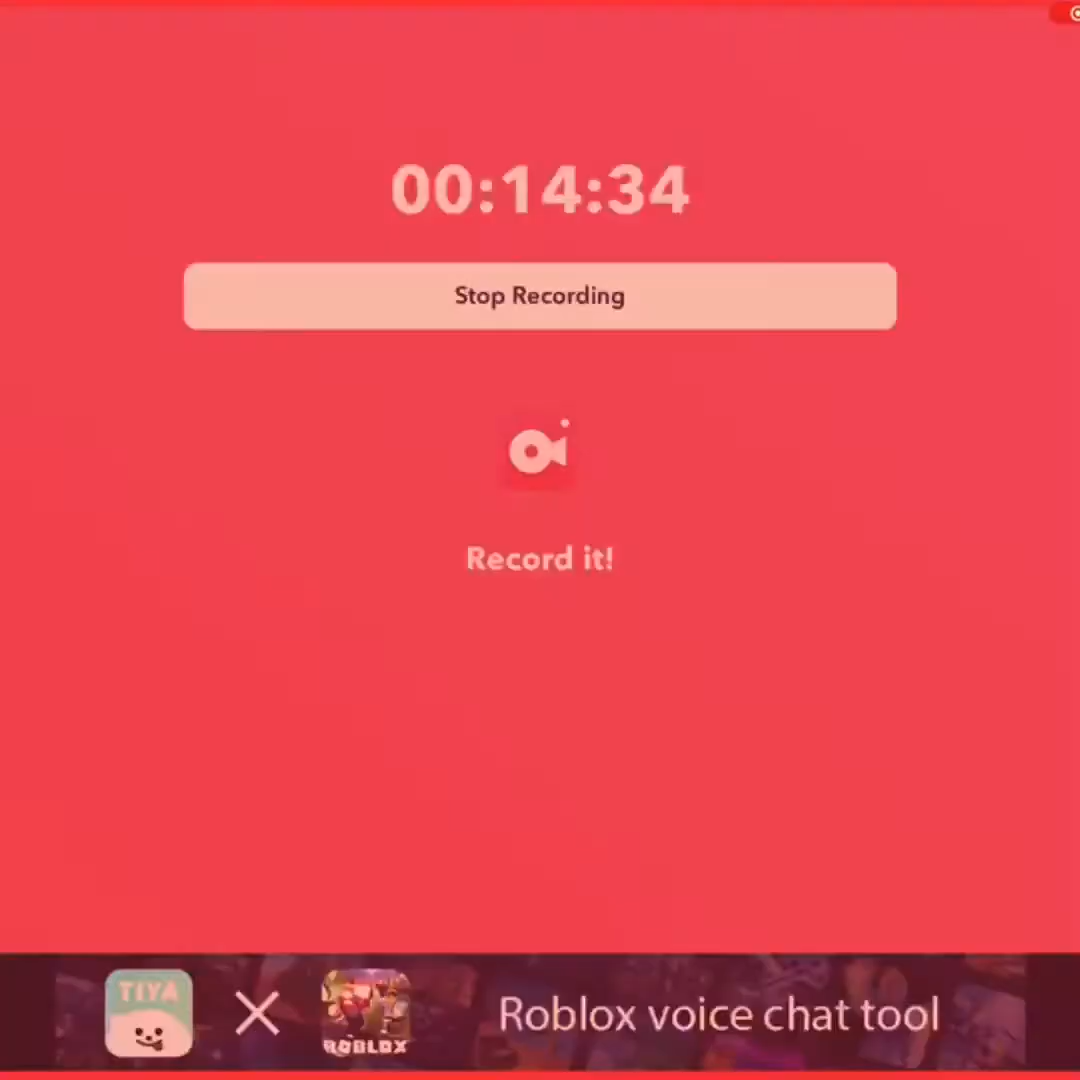 00:14:34
Stop Recording
Record it!
TIYA
ROBLOX
Roblox voice chat tool